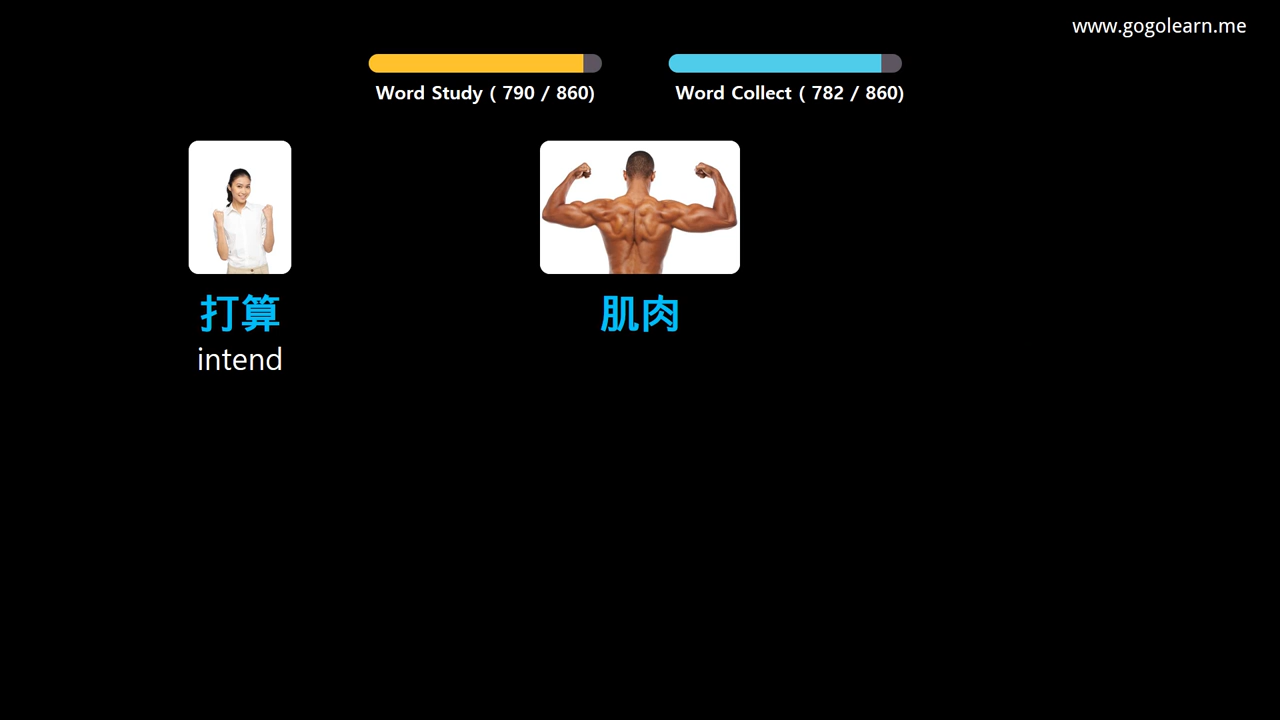 www.gogolearn.me
Word Study ( 790 / 860)
Word Collect ( 782 / 860)
打算
intend
肌肉